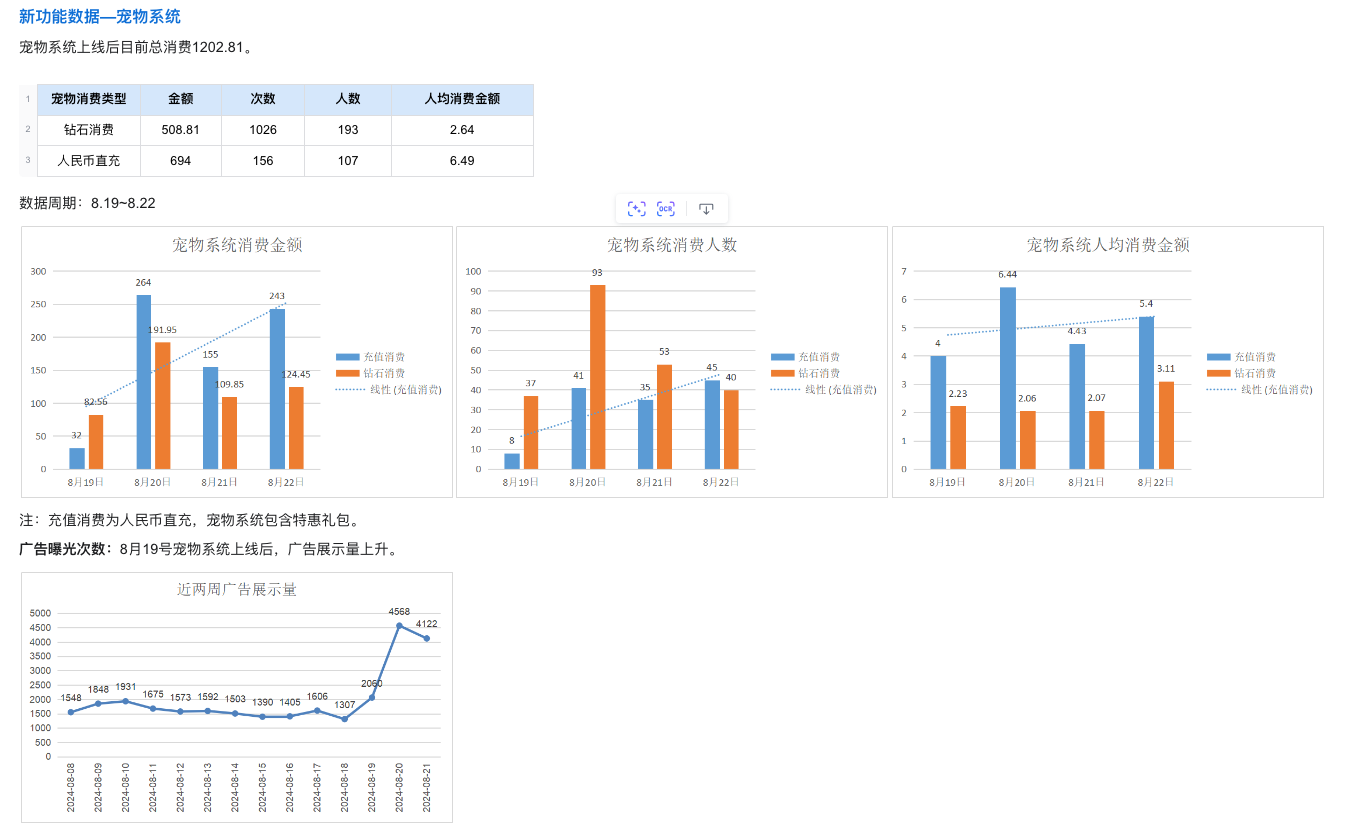 新功能数据—宠物系统
宠物系统上线后目前总消费1202.81。
1 宠物消费类型 金额 次数 人数 人均消费金额
2 钻石消费 508.81 1026 193 2.64
3 人民币直充 694 156 107 6.49
数据周期：8.19~8.22
OCR
宠物系统消费金额
300
250
200
150
100
50
0
264
243
191.95
155
124.45
109.85
82.56
32
8月19日 8月20日 8月21日 8月22日
充值消费
钻石消费
线性 (充值消费)
宠物系统消费人数
100
90
80
70
60
50
40
30
20
10
0
93
53
45
41
40
37
35
8
8月19日 8月20日 8月21日 8月22日
充值消费
钻石消费
线性 (充值消费)
宠物系统人均消费金额
7
6
5
4
3
2
1
0
6.44
5.4
4.43
4
3.11
2.23
2.06
2.07
8月19日 8月20日 8月21日 8月22日
充值消费
钻石消费
线性 (充值消费)
注：充值消费为人民币直充，宠物系统包含特惠礼包。
广告曝光次数：8月19号宠物系统上线后，广告展示量上升。
近两周广告展示量
5000
4500
4000
3500
3000
2500
2000
1500
1000
500
0
1548 1848 1931 1675 1573 1592 1503 1390 1405 1606 1307 2060 4568 4122
2024-08-08 2024-08-09 2024-08-10 2024-08-11 2024-08-12 2024-08-13 2024-08-14 2024-08-15 2024-08-16 2024-08-17 2024-08-18 2024-08-19 2024-08-20 2024-08-21